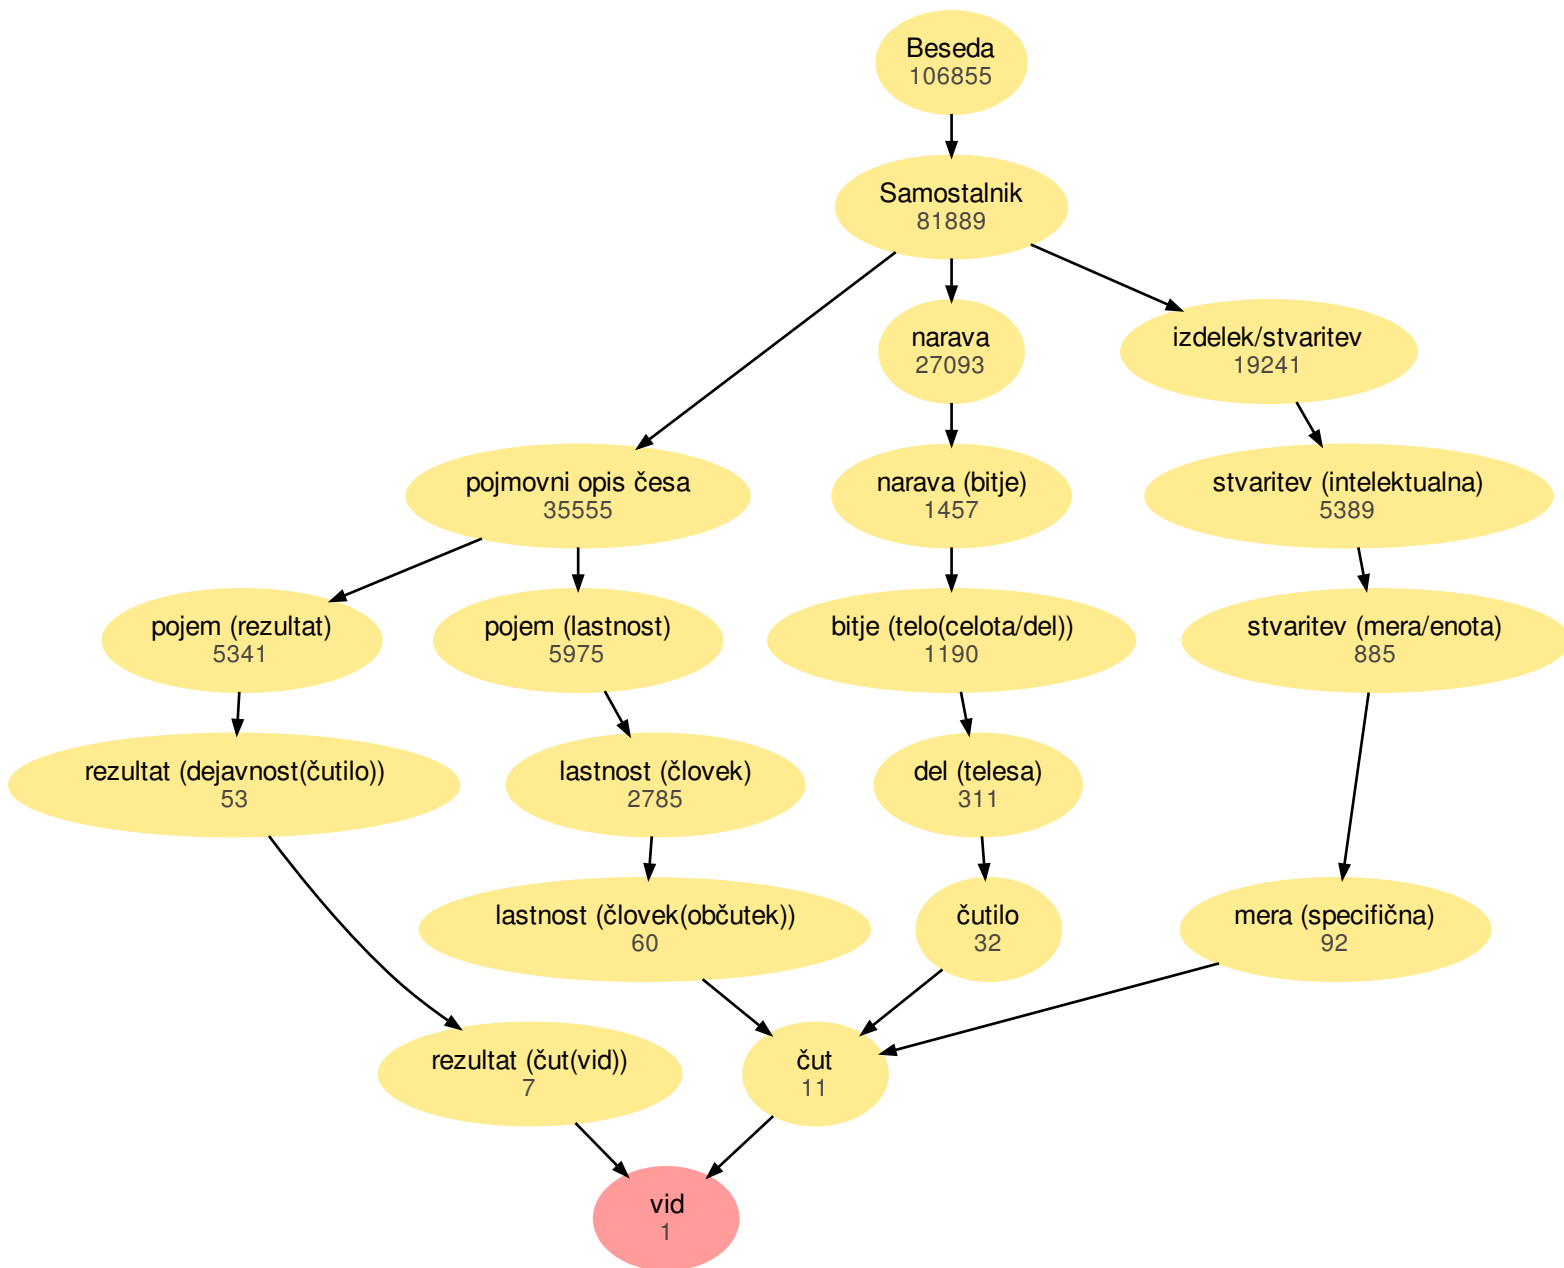 Beseda
106855
Samostalnik
81889
narava
27093
izdelek/stvaritev
19241
pojmovni opis česa
35555
narava (bitje)
1457
stvaritev (intelektualna)
5389
pojem (rezultat)
5341
pojem (lastnost)
5975
bitje (telo(celota/del))
1190
stvaritev (mera/enota)
885
rezultat (dejavnost(čutilo))
53
lastnost (človek)
2785
del (telesa)
311
lastnost (človek(občutek))
60
čutilo
32
mera (specifična)
92
rezultat (čut(vid))
7
čut
11
vid
1